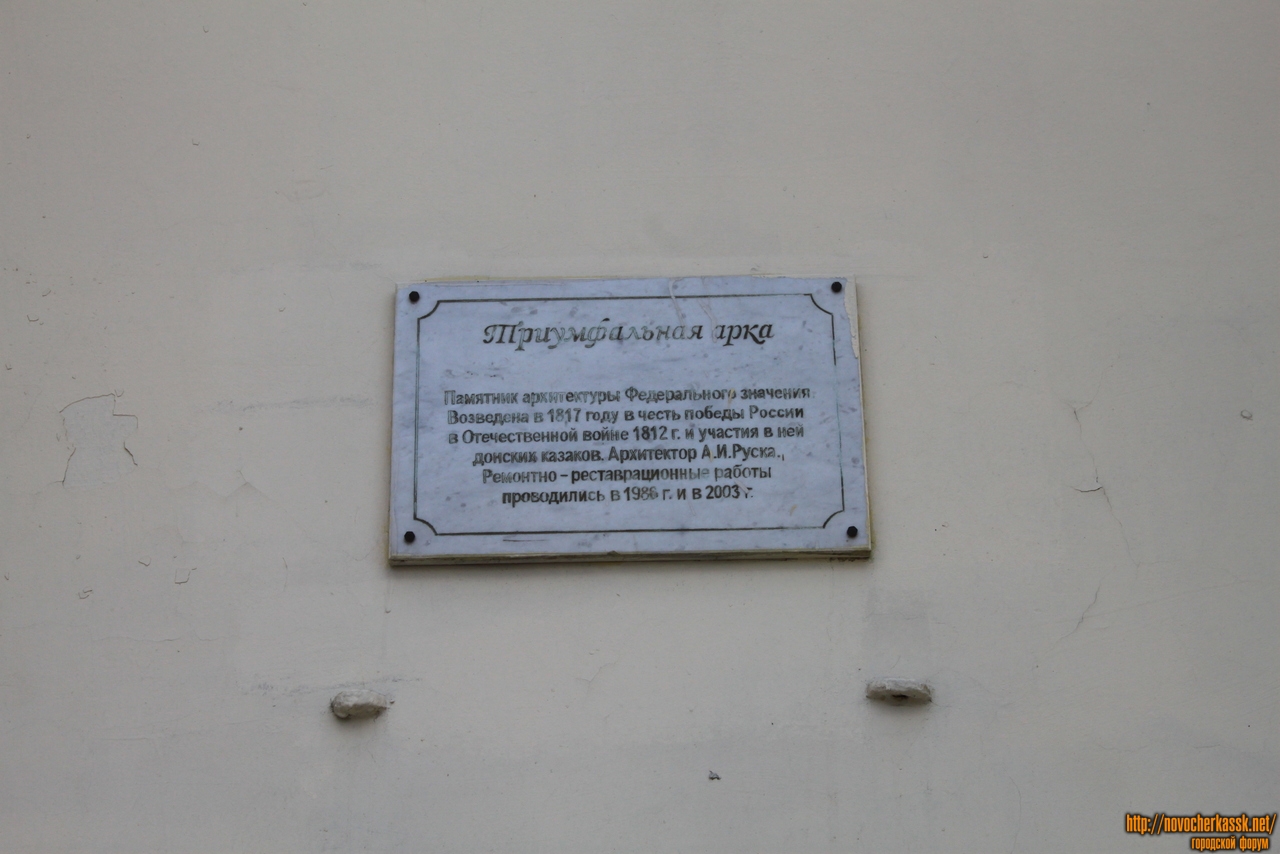 Триумфальная арка
Памятник архитектуры Федерального значения.
Возведена в 1817 году в честь победы России
в Отечественной войне 1812 г. и участия в ней
донских казаков. Архитектор А.И.Руска.,
Ремонтно – реставрационные работы
проводились в 1986 г. и в 2003 г.
http://novocherkassk.net/
городской форум